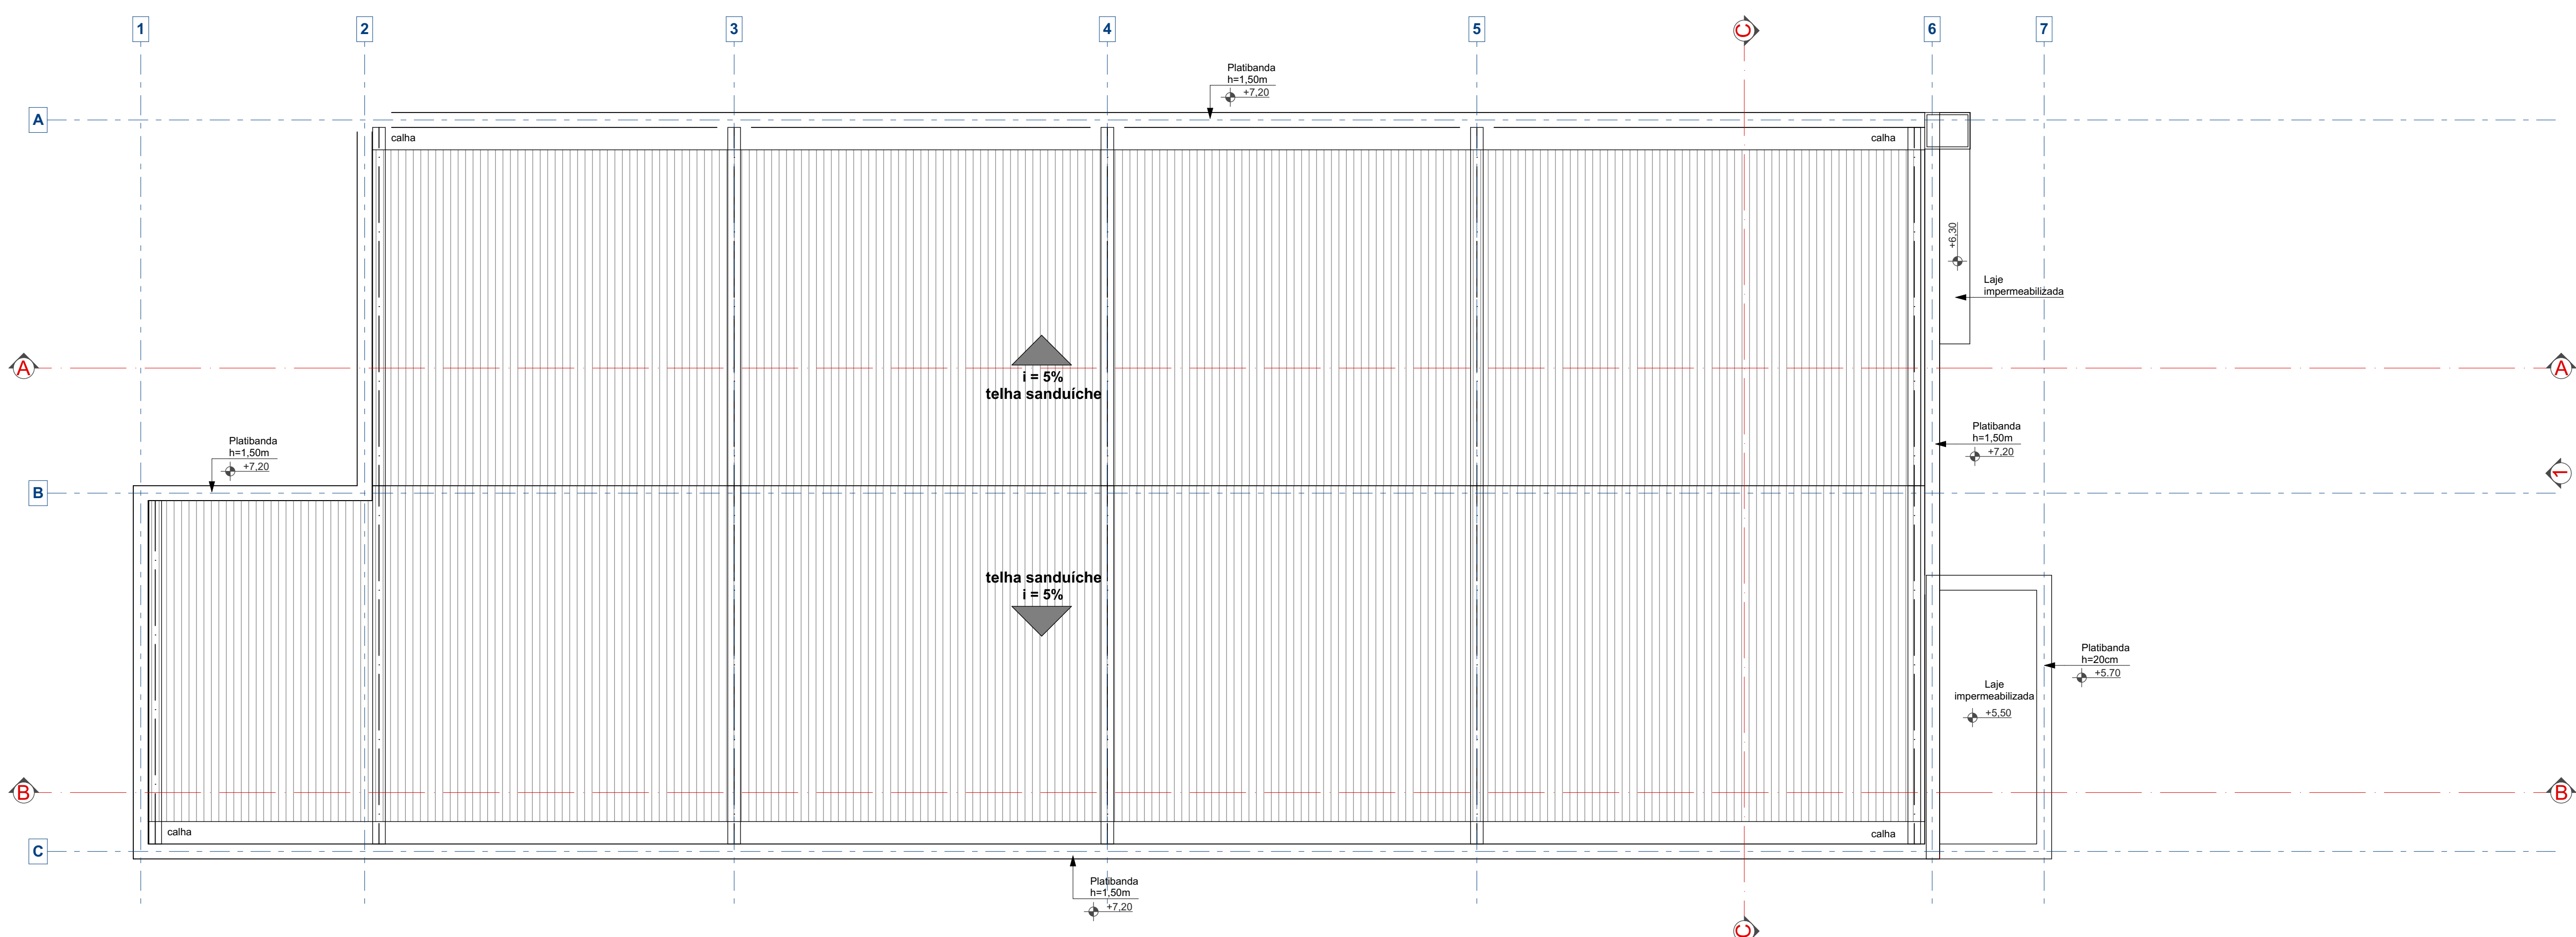 1
2
3
4
5
C
6
7
Platibanda
h=1,50m
+7,20
A
calha
calha
+6,30
Laje
impermeabilizada
A
A
i = 5%
telha sanduíche
Platibanda
h=1,50m
+7,20
Platibanda
h=1,50m
+7,20
1
B
telha sanduíche
i = 5%
Platibanda
h=20cm
+5.70
Laje
impermeabilizada
+5,50
B
B
calha
calha
C
Platibanda
h=1,50m
+7,20
C